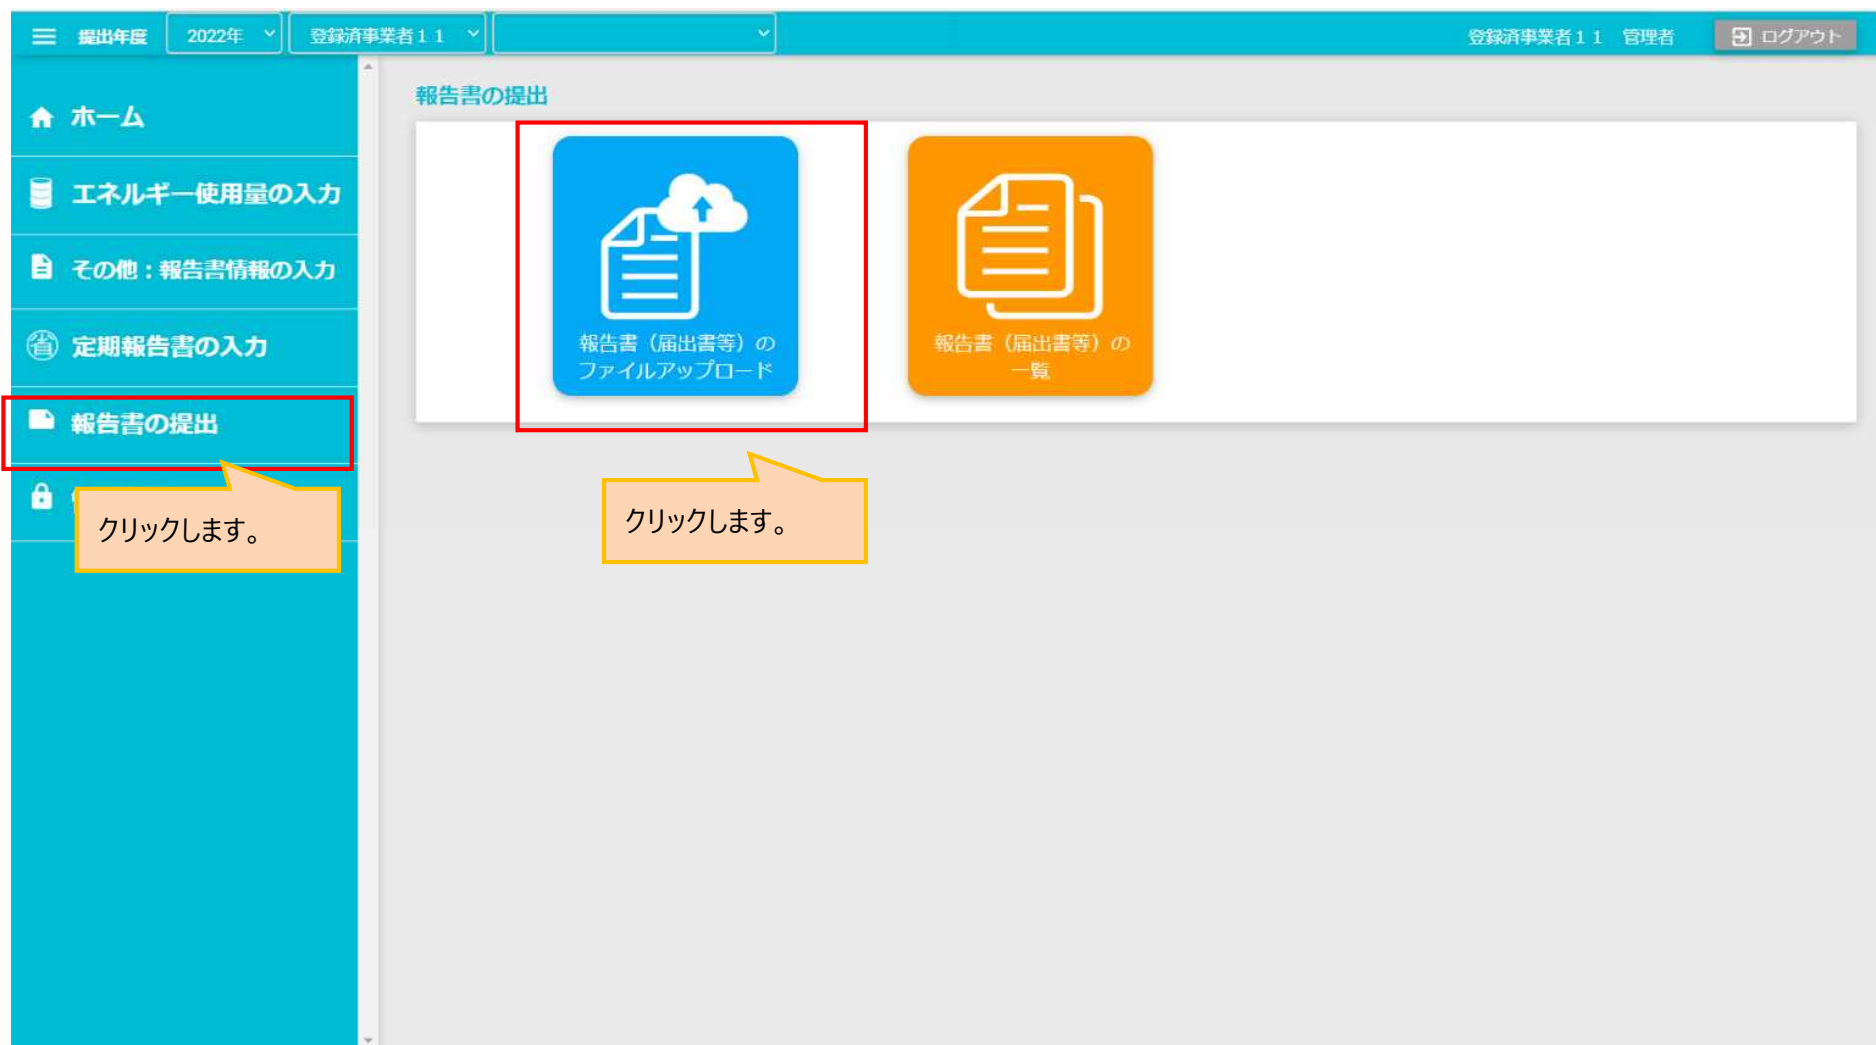 提出年度 2022年 登録済事業者１１ 登録済事業者１１ 管理者 ログアウト
ホーム
エネルギー使用量の入力
その他：報告書情報の入力
省 定期報告書の入力
報告書の提出
クリックします。
報告書の提出
報告書（届出書等）の
ファイルアップロード
報告書（届出書等）の
一覧
クリックします。